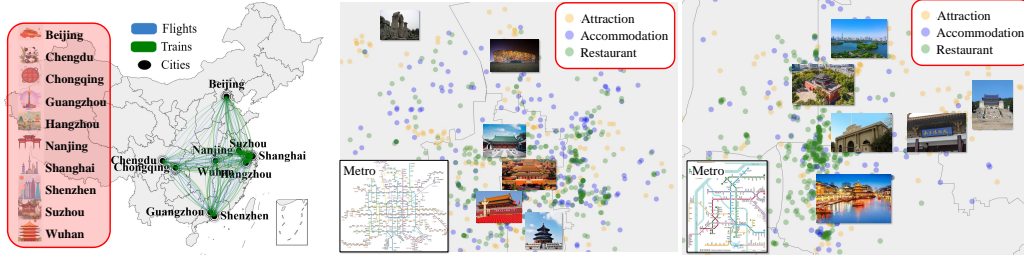 Beijing
Chengdu
Chongqing
Guangzhou
Hangzhou
Nanjing
Shanghai
Shenzhen
Suzhou
Wuhan
Flights
Trains
Cities
Beijing
Suzhou
Nanjing
Shanghai
Chengdu
Chongqing
Wuhan
Hangzhou
Guangzhou
Shenzhen
Attraction
Accommodation
Restaurant
Metro
Attraction
Accommodation
Restaurant
Metro